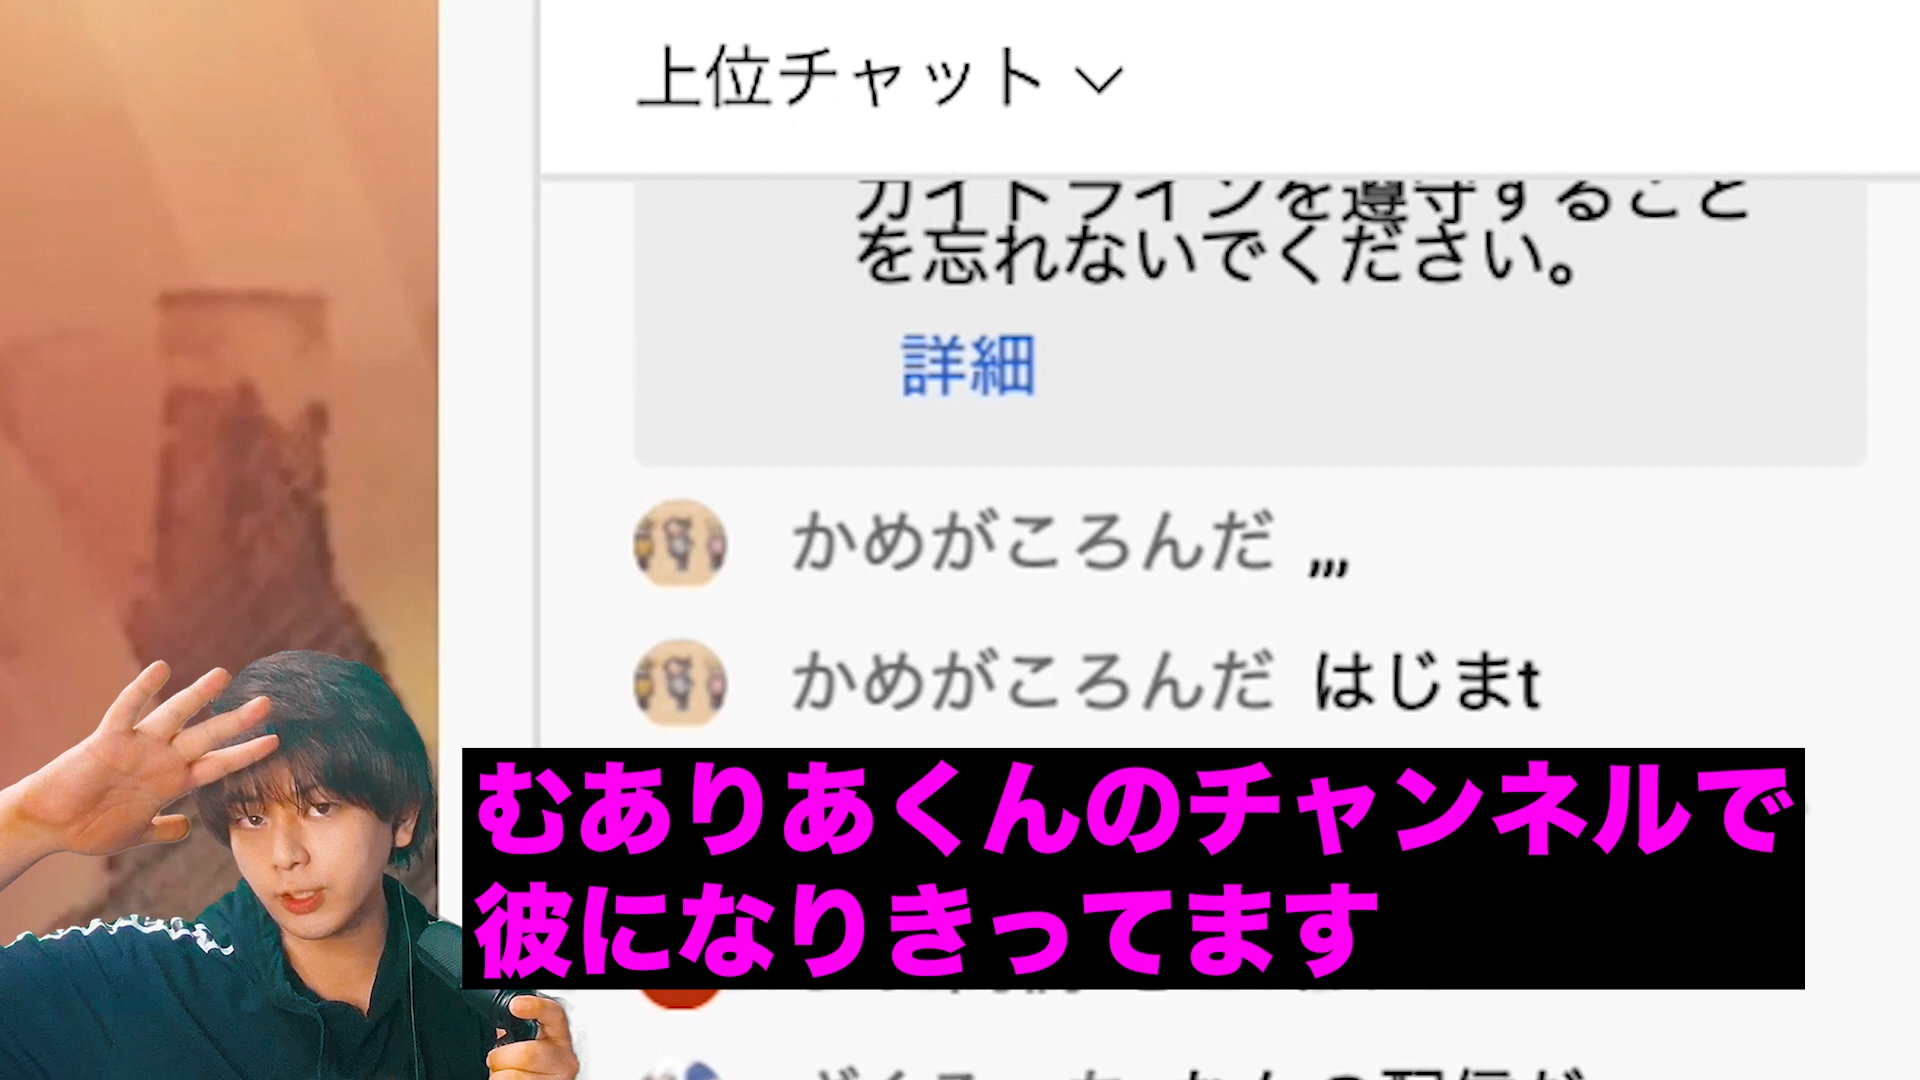 上位チャット
ガイドラインを遵守すること
を忘れないでください。
詳細
かめがころんだ ,,,
かめがころんだ はじまt
むありあくんのチャンネルで
彼になりきってます